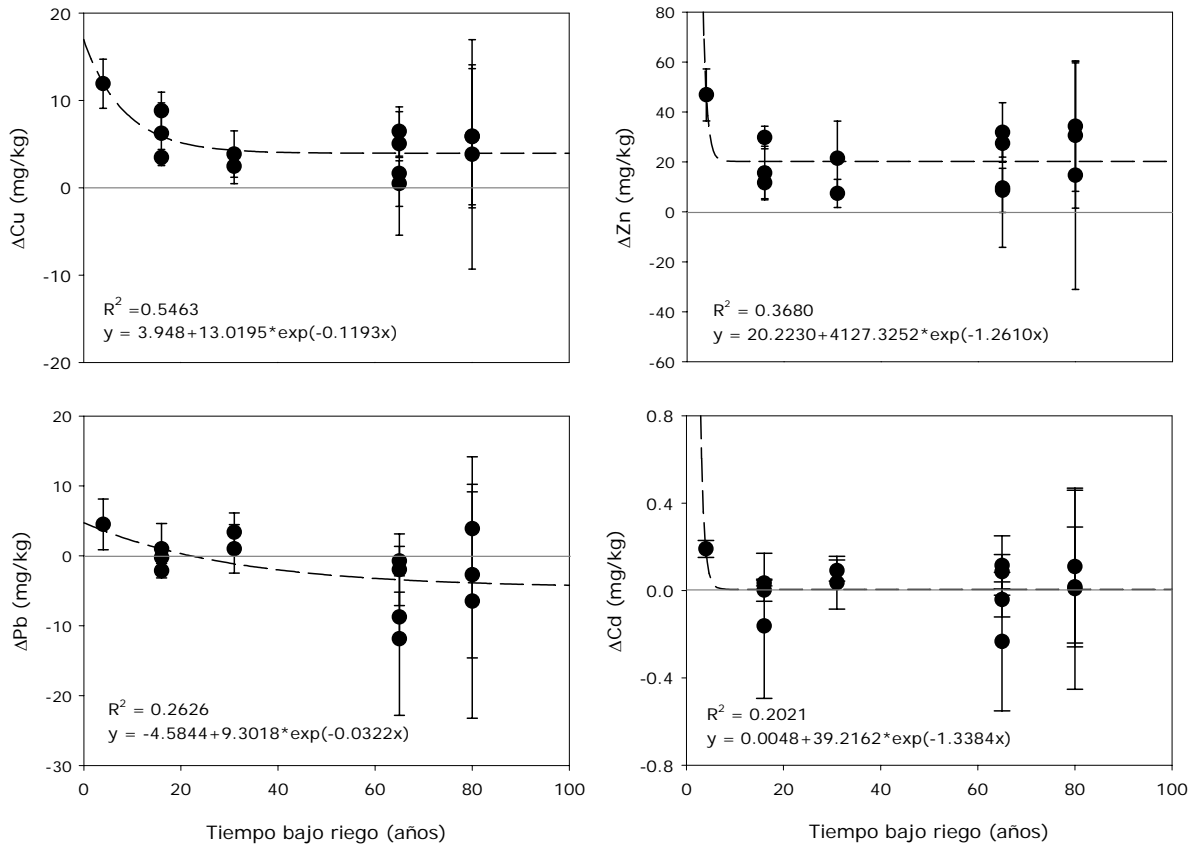 20
10
0
-10
-20
ΔCu (mg/kg)
R² =0.5463
y = 3.948+13.0195*exp(-0.1193x)
80
60
40
20
0
-20
-40
-60
ΔZn (mg/kg)
R² = 0.3680
y = 20.2230+4127.3252*exp(-1.2610x)
20
10
0
-10
-20
-30
ΔPb (mg/kg)
R² = 0.2626
y = -4.5844+9.3018*exp(-0.0322x)
0 20 40 60 80 100
Tiempo bajo riego (años)
0.8
0.4
0.0
-0.4
-0.8
ΔCd (mg/kg)
R² = 0.2021
y = 0.0048+39.2162*exp(-1.3384x)
0 20 40 60 80 100
Tiempo bajo riego (años)